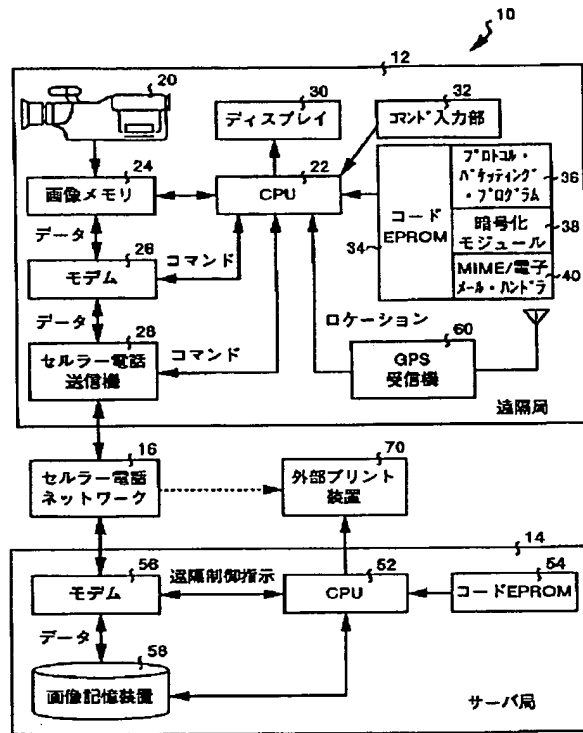 10
12
20
30
ディスプレイ
32
コマンド入力部
24
画像メモリ
22
CPU
34
コード
EPROM
プロトコル・
パケッティング
・プログラム
36
暗号化
モジュール
38
MIME/電子
メール・ハンドラ
40
データ
コマンド
26
モデム
データ
ロケーション
28
セルラー電話
送信機
コマンド
60
GPS
受信機
遠隔局
16
セルラー電話
ネットワーク
70
外部プリント
装置
14
56
モデム
遠隔制御指示
52
CPU
54
コードEPROM
データ
58
画像記憶装置
サーバ局